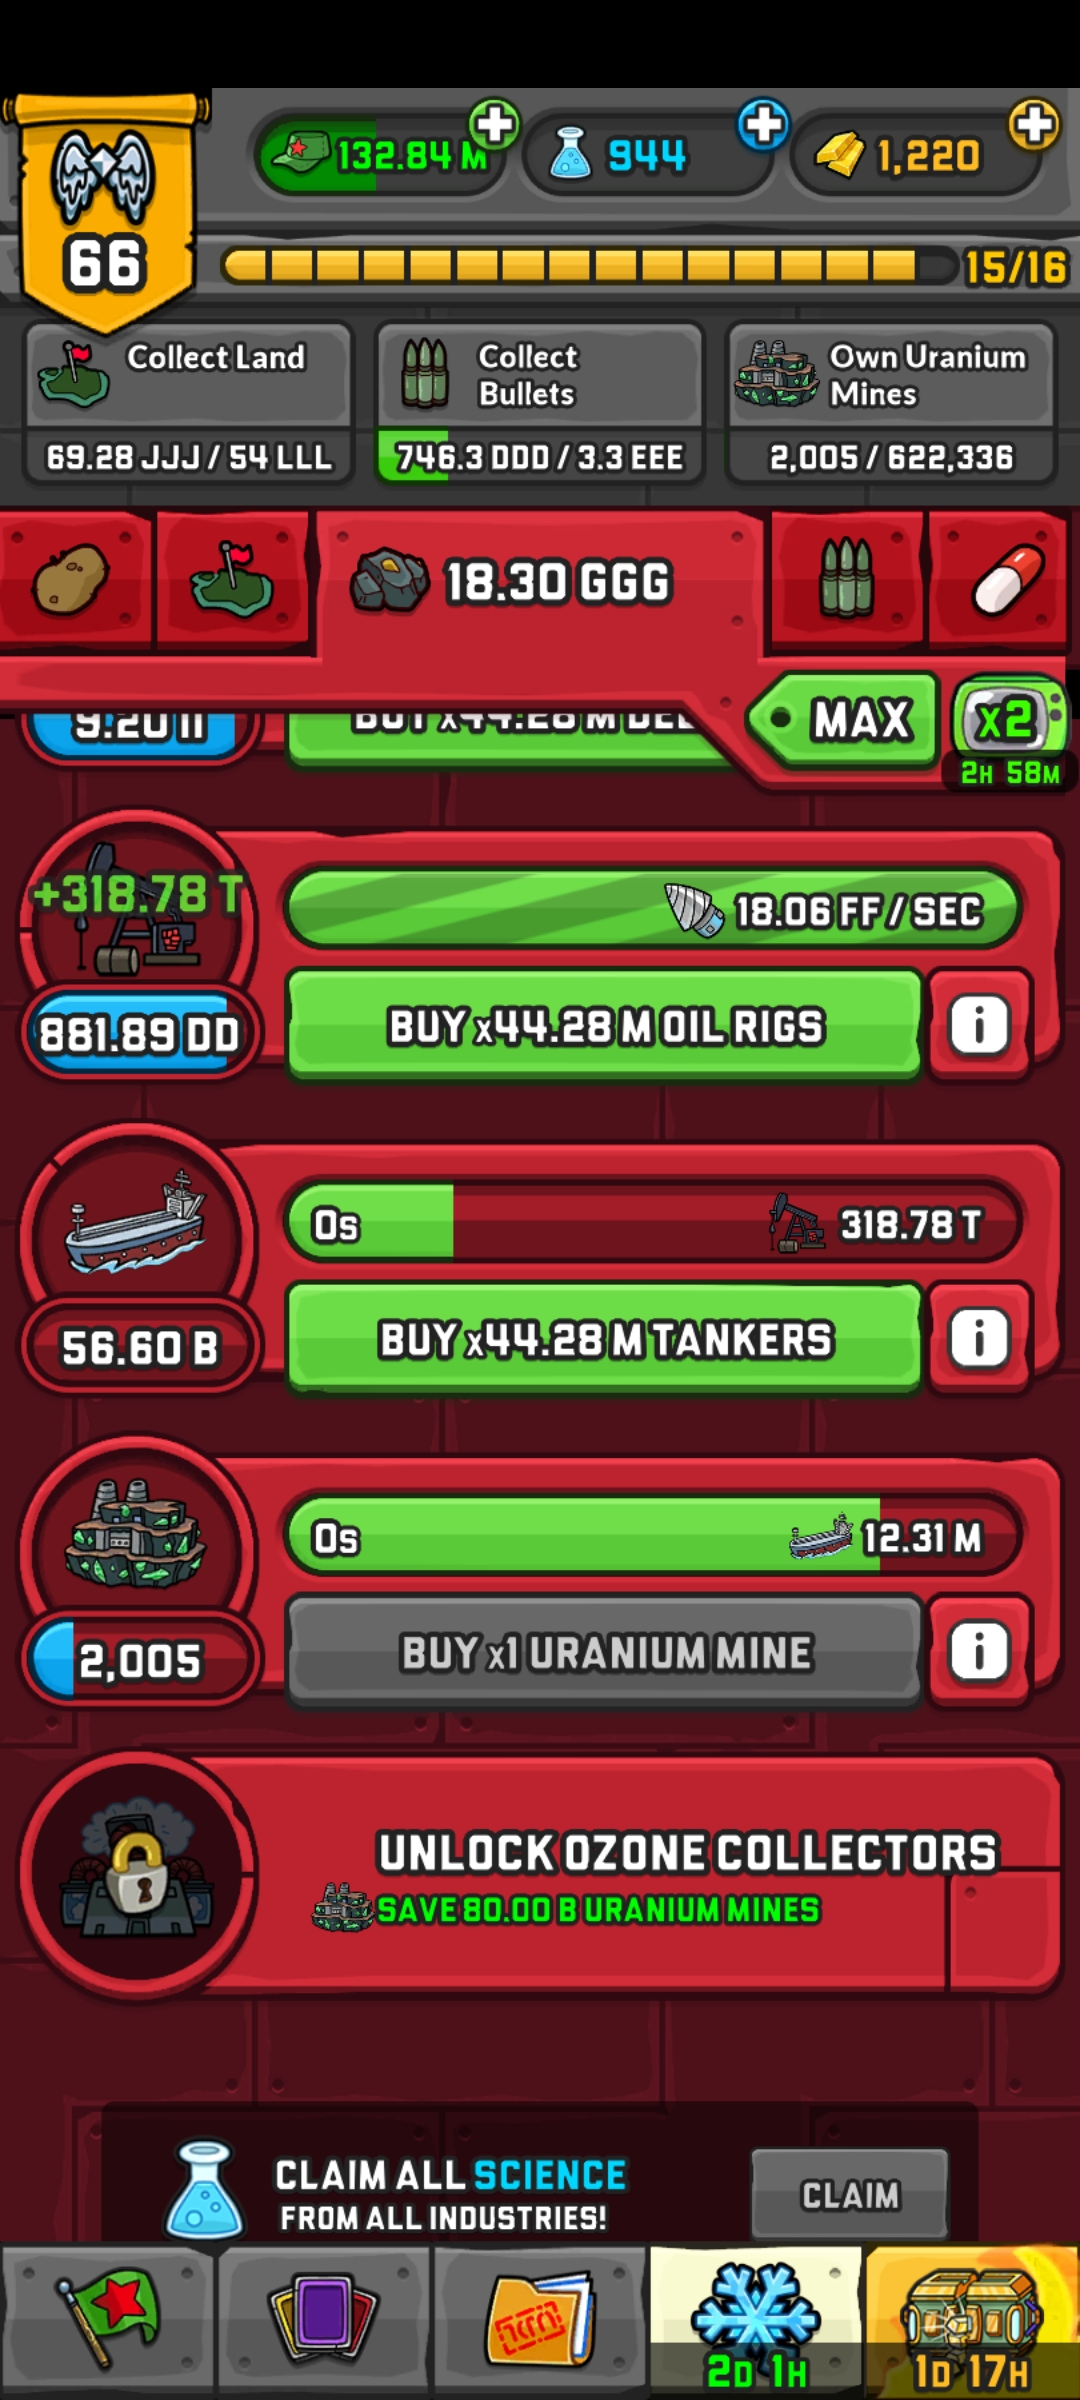 132.84 M
944
1,220
66
15/16
Collect Land
69.28 JJJ / 54 LLL
Collect
Bullets
746.3 DDD / 3.3 EEE
Own Uranium
Mines
2,005 / 622,336
18.30 GGG
MAX
x2
2H 58M
BUY x44.28 M
+318.78 T
18.06 FF / SEC
881.89 DD
BUY x44.28 M OIL RIGS
i
0s
318.78 T
56.60 B
BUY x44.28 M TANKERS
i
0s
12.31 M
2,005
BUY x1 URANIUM MINE
i
UNLOCK OZONE COLLECTORS
SAVE 80.00 B URANIUM MINES
CLAIM ALL SCIENCE
FROM ALL INDUSTRIES!
CLAIM
2D 1H
1D 17H